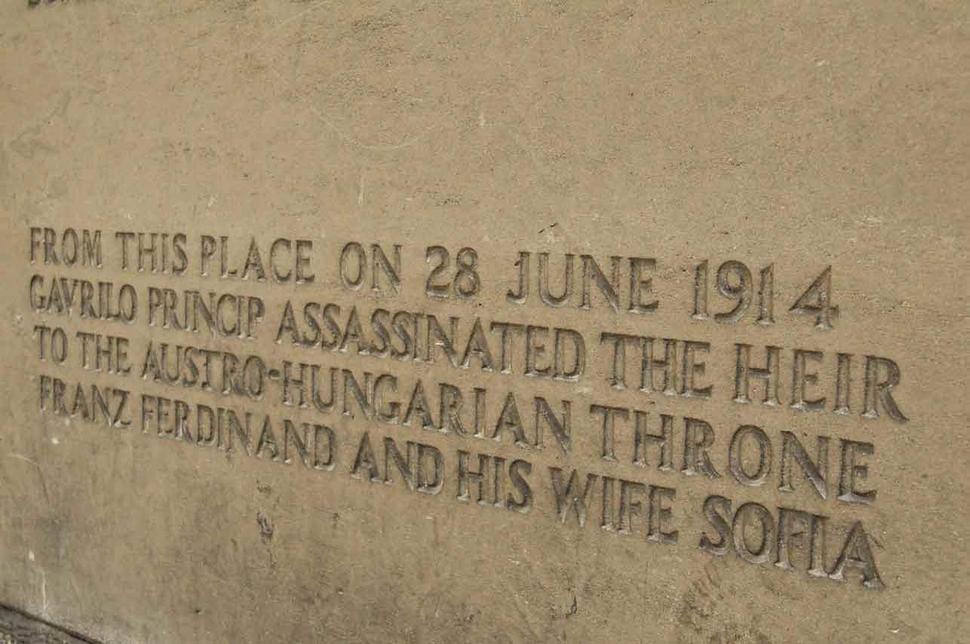 FROM THIS PLACE ON 28 JUNE 1914
GAVRILO PRINCIP ASSASSINATED THE HEIR
TO THE AUSTRO-HUNGARIAN THRONE
FRANZ FERDINAND AND HIS WIFE SOFIA